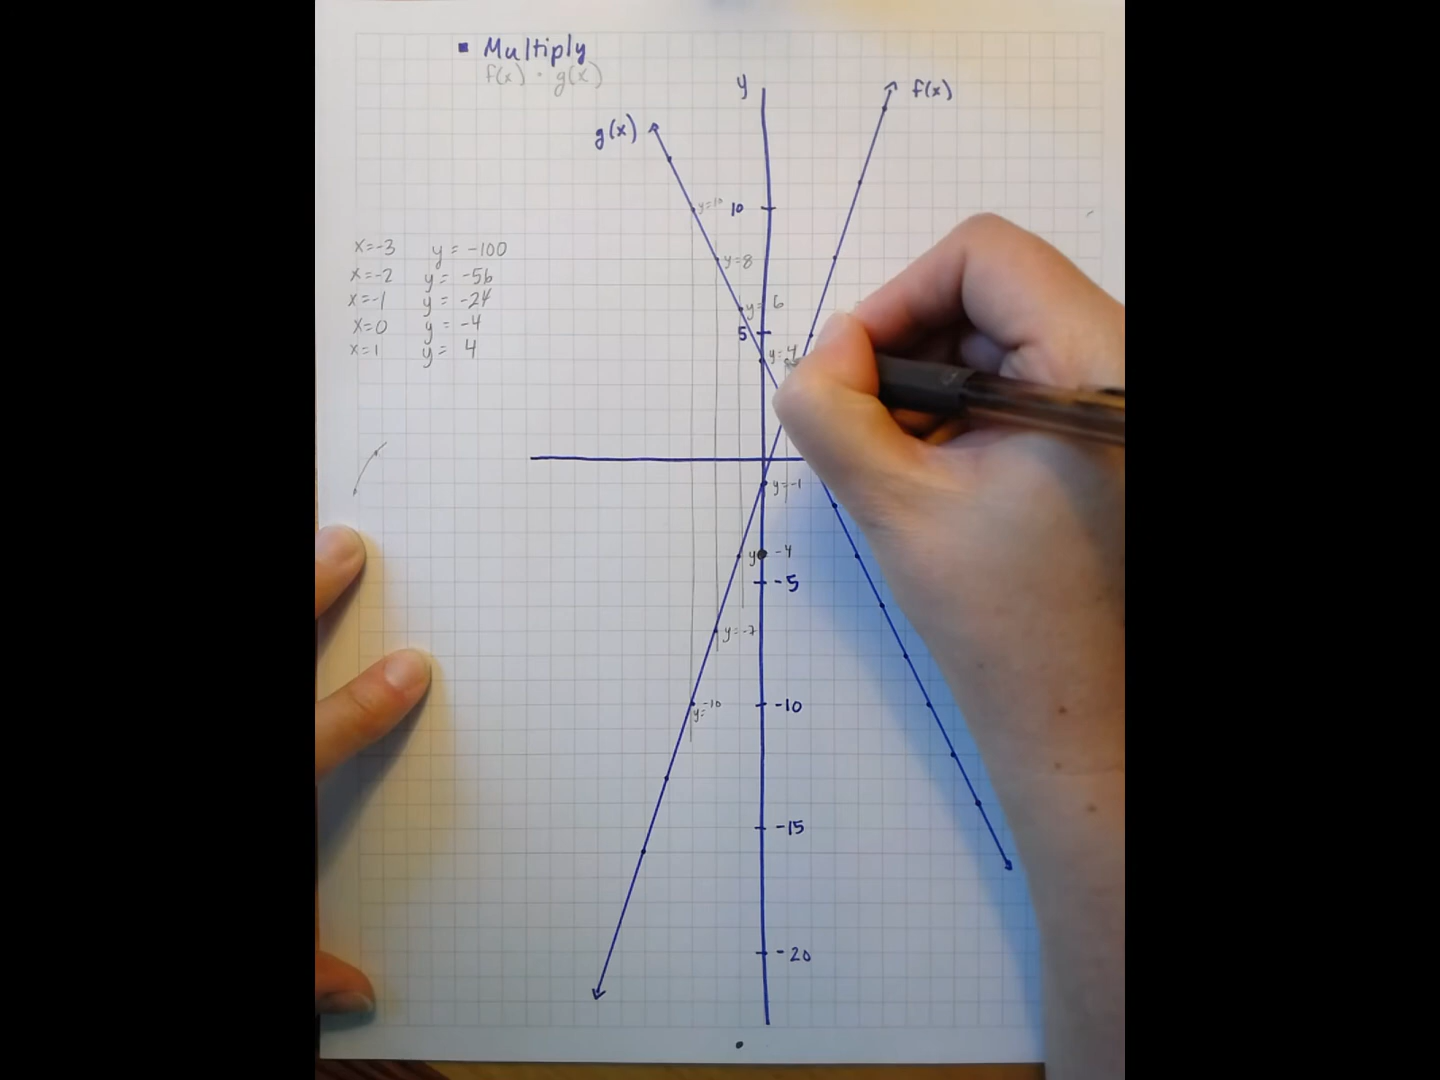 ▪ Multiply
f(x) · g(x)
y
f(x)
g(x)
y=10
10
x=-3 y = -100
x=-2 y = -56
x=-1 y = -24
x=0 y = -4
x=1 y = 4
y=8
y= 6
5
y=4
y=-1
y -4
-5
y=-7
y=-10
-10
-15
-20